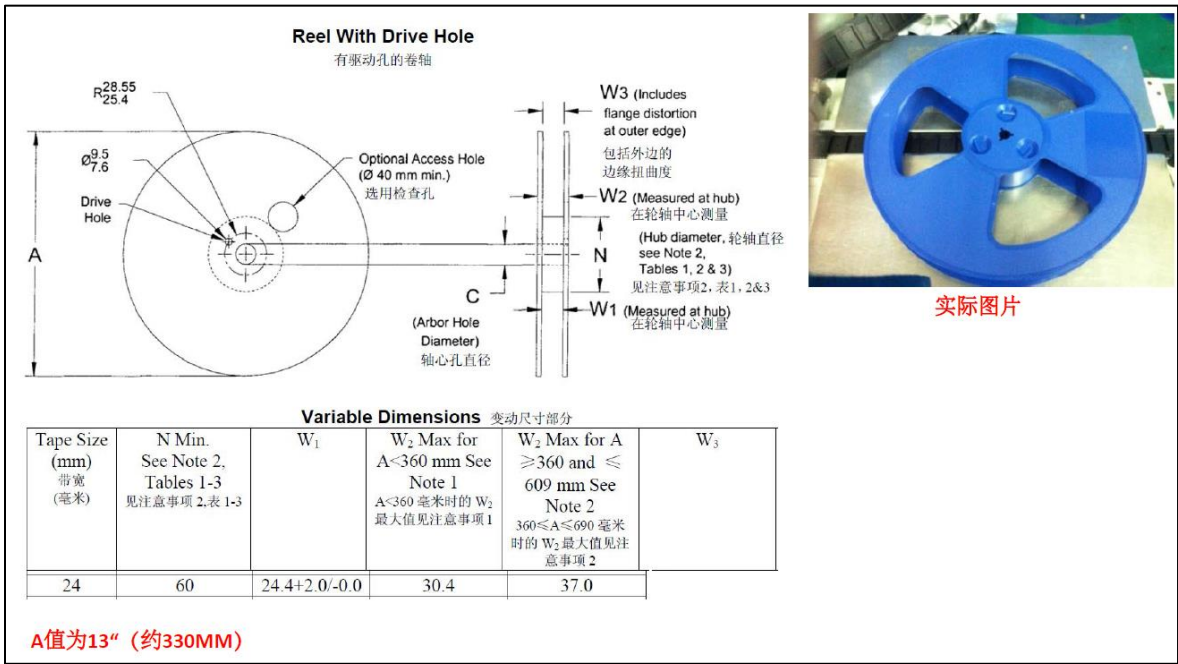 Reel With Drive Hole
有驱动孔的卷轴
R28.55
25.4
Ø9.5
7.6
Drive
Hole
A
Optional Access Hole
(Ø 40 mm min.)
选用检查孔
C
(Arbor Hole
Diameter)
轴心孔直径
W3 (Includes
flange distortion
at outer edge)
包括外边的
边缘扭曲度
W2 (Measured at hub)
在轮轴中心测量
N
(Hub diameter, 轮轴直径
see Note 2,
Tables 1, 2 & 3)
见注意事项2，表1，2&3
W1 (Measured at hub)
在轮轴中心测量
实际图片
Variable Dimensions 变动尺寸部分
Tape Size
(mm)
带宽
(毫米)
N Min.
See Note 2,
Tables 1-3
见注意事项 2,表 1-3
W₁
W₂ Max for
A<360 mm See
Note 1
A<360 毫米时的 W₂
最大值见注意事项1
W₂ Max for A
≥360 and ≤
609 mm See
Note 2
360≤A≤690 毫米
时的 W₂ 最大值见注
意事项 2
W₃
24 60 24.4+2.0/-0.0 30.4 37.0
A值为13“（约330MM）